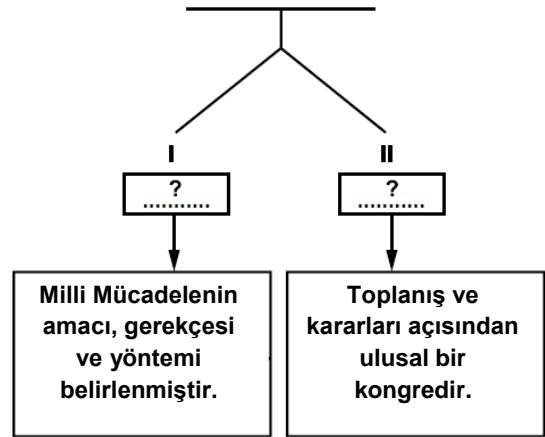 I
II
?
...........
?
...........
Milli Mücadelenin
amacı, gerekçesi
ve yöntemi
belirlenmiştir.
Toplanış ve
kararları açısından
ulusal bir
kongredir.